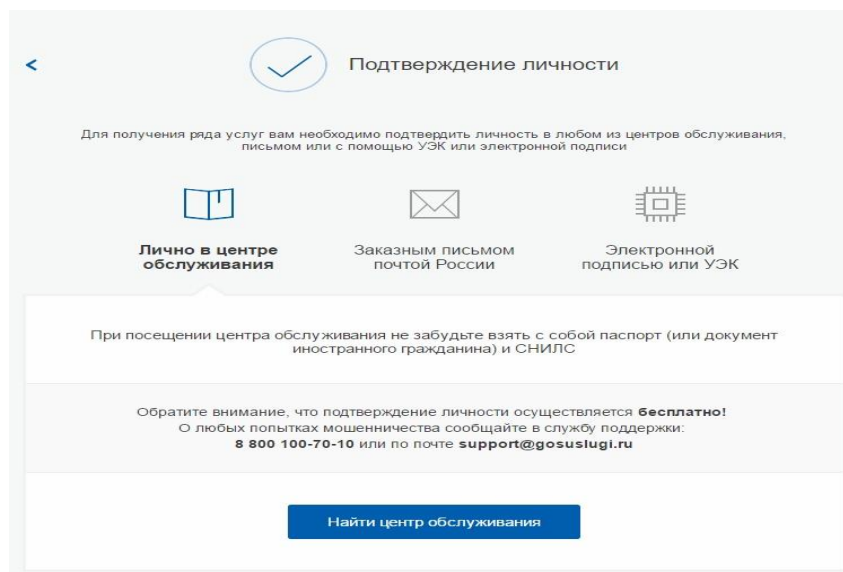 Подтверждение личности
Для получения ряда услуг вам необходимо подтвердить личность в любом из центров обслуживания,
письмом или с помощью УЭК или электронной подписи
Лично в центре
обслуживания
Заказным письмом
почтой России
Электронной
подписью или УЭК
При посещении центра обслуживания не забудьте взять с собой паспорт (или документ
иностранного гражданина) и СНИЛС
Обратите внимание, что подтверждение личности осуществляется бесплатно!
О любых попытках мошенничества сообщайте в службу поддержки:
8 800 100-70-10 или по почте support@gosuslugi.ru
Найти центр обслуживания